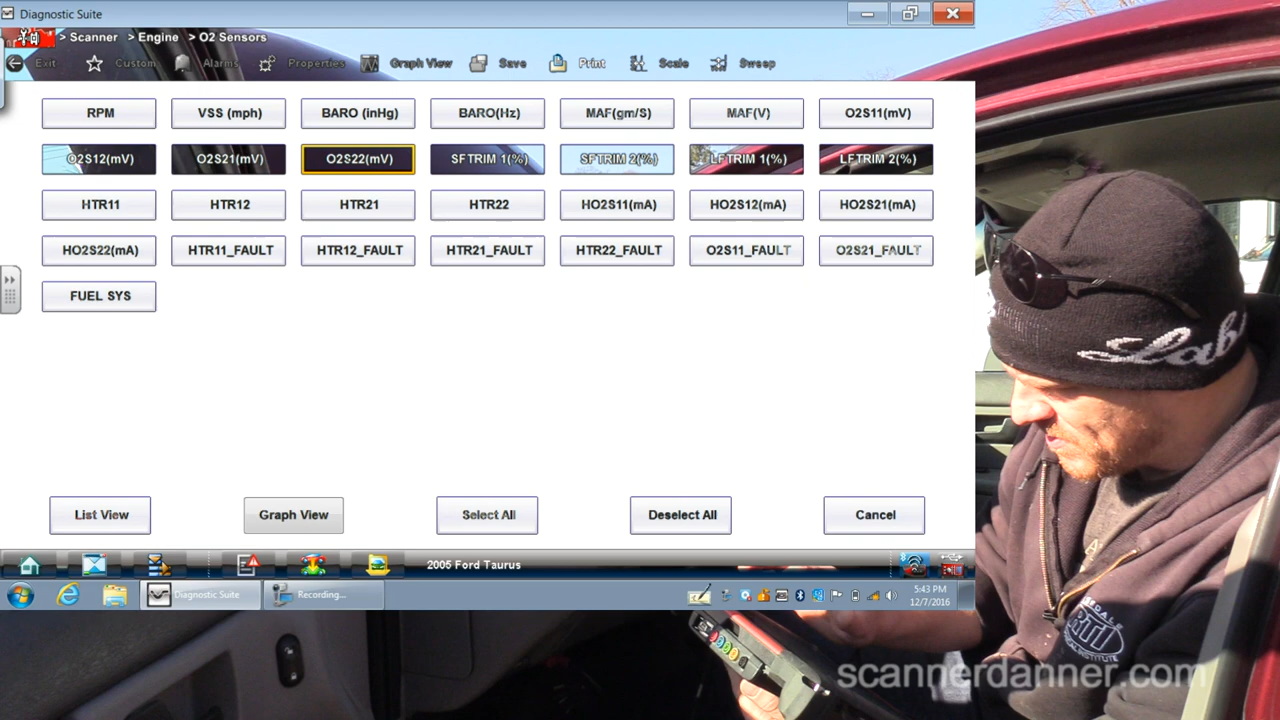 Diagnostic Suite
> Scanner > Engine > O2 Sensors
Exit Custom Alarms Properties Graph View Save Print Scale Sweep
RPM VSS (mph) BARO (inHg) BARO(Hz) MAF(gm/S) MAF(V) O2S11(mV)
O2S12(mV) O2S21(mV) O2S22(mV) SFTRIM 1(%) SFTRIM 2(%) LFTRIM 1(%) LFTRIM 2(%)
HTR11 HTR12 HTR21 HTR22 HO2S11(mA) HO2S12(mA) HO2S21(mA)
HO2S22(mA) HTR11_FAULT HTR12_FAULT HTR21_FAULT HTR22_FAULT O2S11_FAULT O2S21_FAULT
FUEL SYS
Lab
List View Graph View Select All Deselect All Cancel
2005 Ford Taurus
Diagnostic Suite Recording...
5:43 PM
12/7/2016
RTI
scannerdanner.com